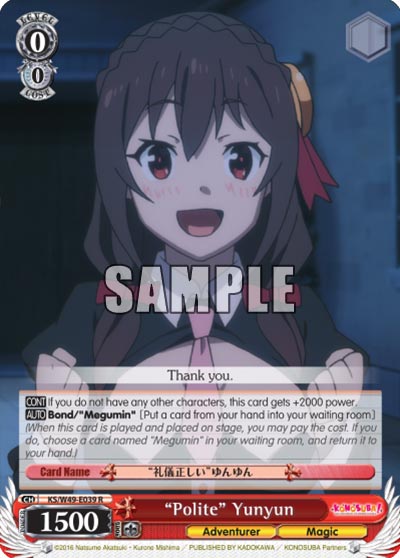 LEVEL
0
0
COST
SAMPLE
Thank you.
CONT If you do not have any other characters, this card gets +2000 power.
AUTO Bond/"Megumin" [Put a card from your hand into your waiting room]
(When this card is played and placed on stage, you may pay the cost. If you
do, choose a card named "Megumin" in your waiting room, and return it
to your hand.)
Card Name
"礼儀正しい"ゆんゆん
CH KS/W49-E039 R
1500
"Polite" Yunyun
KONOSUBA
Adventurer
Magic
©2016 Natsume Akatsuki・Kurone Mishima / PUBLISHED BY KADOKAWA / KONOSUBA Partners